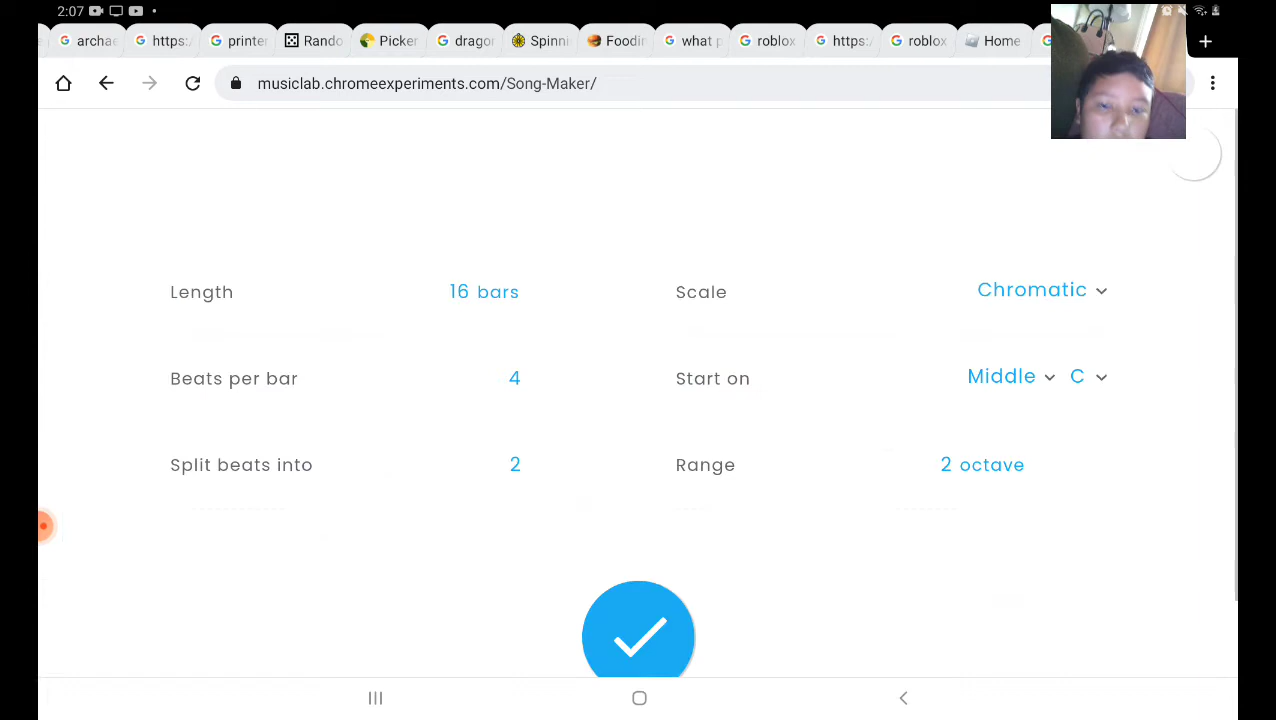 2:07
archae https: printer Rando Picker dragor Spinni Foodin what p roblox https: roblox Home
musiclab.chromeexperiments.com/Song-Maker/
Length 16 bars Scale Chromatic
Beats per bar 4 Start on Middle C
Split beats into 2 Range 2 octave